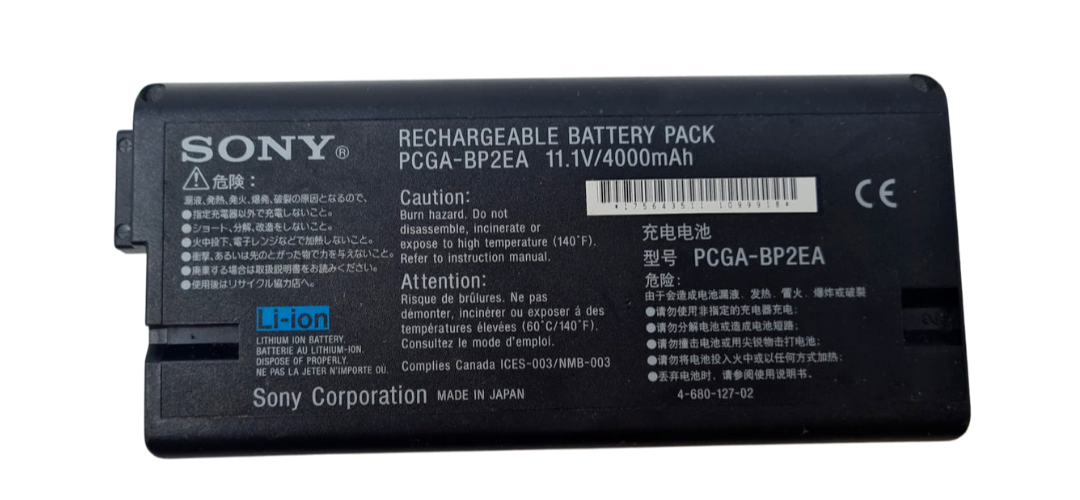 SONY®
RECHARGEABLE BATTERY PACK
PCGA-BP2EA 11.1V/4000mAh
危険：
漏液、発熱、発火、爆発、破裂の原因となるので、
●指定充電器以外で充電しないこと。
●ショート、分解、改造をしないこと。
●火中投下、電子レンジなどで加熱しないこと。
●衝撃、あるいは先のとがった物で力を与えないこと。
●廃棄する場合は取扱説明書をお読みください。
●使用後はリサイクル協力店へ。
Li-ion
LITHIUM ION BATTERY.
BATTERIE AU LITHIUM-ION.
DISPOSE OF PROPERLY.
NE PAS LA JETER N'IMPORTE OU.
Caution:
Burn hazard. Do not
disassemble, incinerate or
expose to high temperature (140°F).
Refer to instruction manual.
Attention:
Risque de brûlures. Ne pas
démonter, incinérer ou exposer á des
températures élevées (60°C/140°F).
Consultez le mode d'emploi.
Complies Canada ICES-003/NMB-003
Sony Corporation MADE IN JAPAN
CE
充电电池
型号 PCGA-BP2EA
危险：
由于会造成电池漏液、发热、冒火、爆炸或破裂
●请勿使用非指定的充电器充电；
●请勿分解电池或造成电池短路；
●请勿撞击电池或用尖锐物击打电池；
●请勿将电池投入火中或以任何方式加热；
●丢弃电池时，请参阅使用说明书。
4-680-127-02